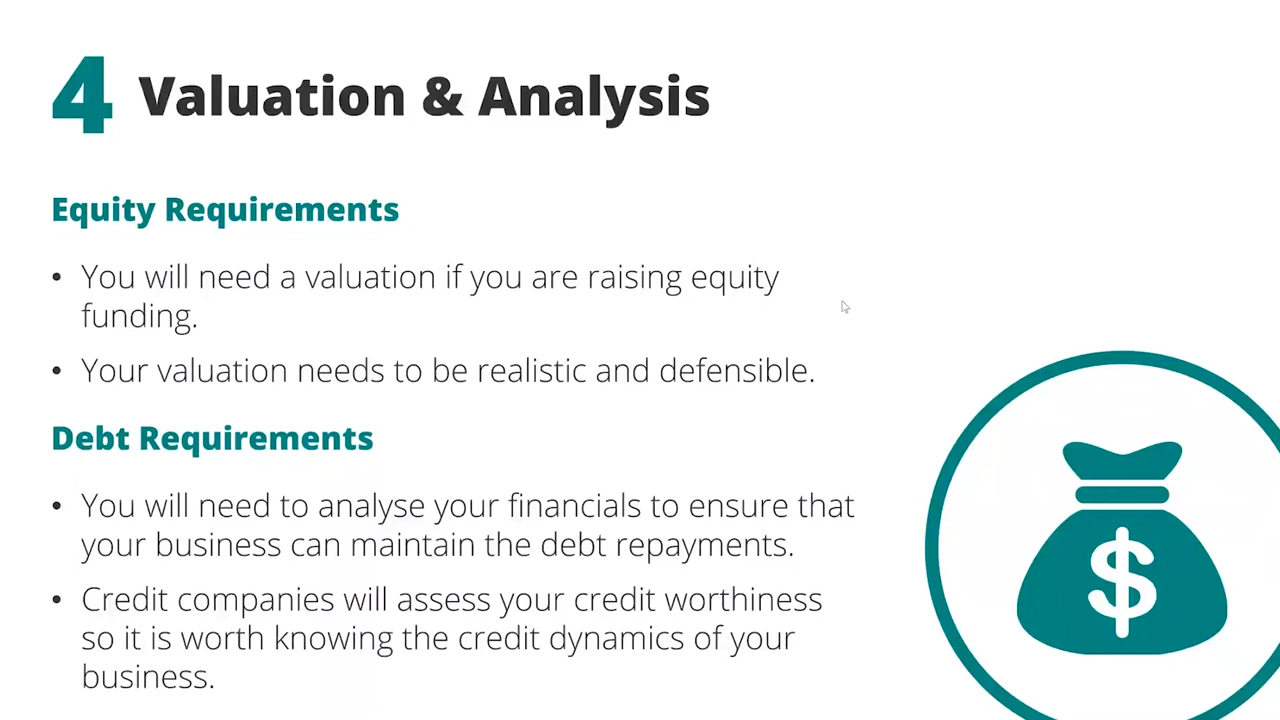 4 Valuation & Analysis
Equity Requirements
• You will need a valuation if you are raising equity
funding.
• Your valuation needs to be realistic and defensible.
Debt Requirements
• You will need to analyse your financials to ensure that
your business can maintain the debt repayments.
• Credit companies will assess your credit worthiness
so it is worth knowing the credit dynamics of your
business.
$